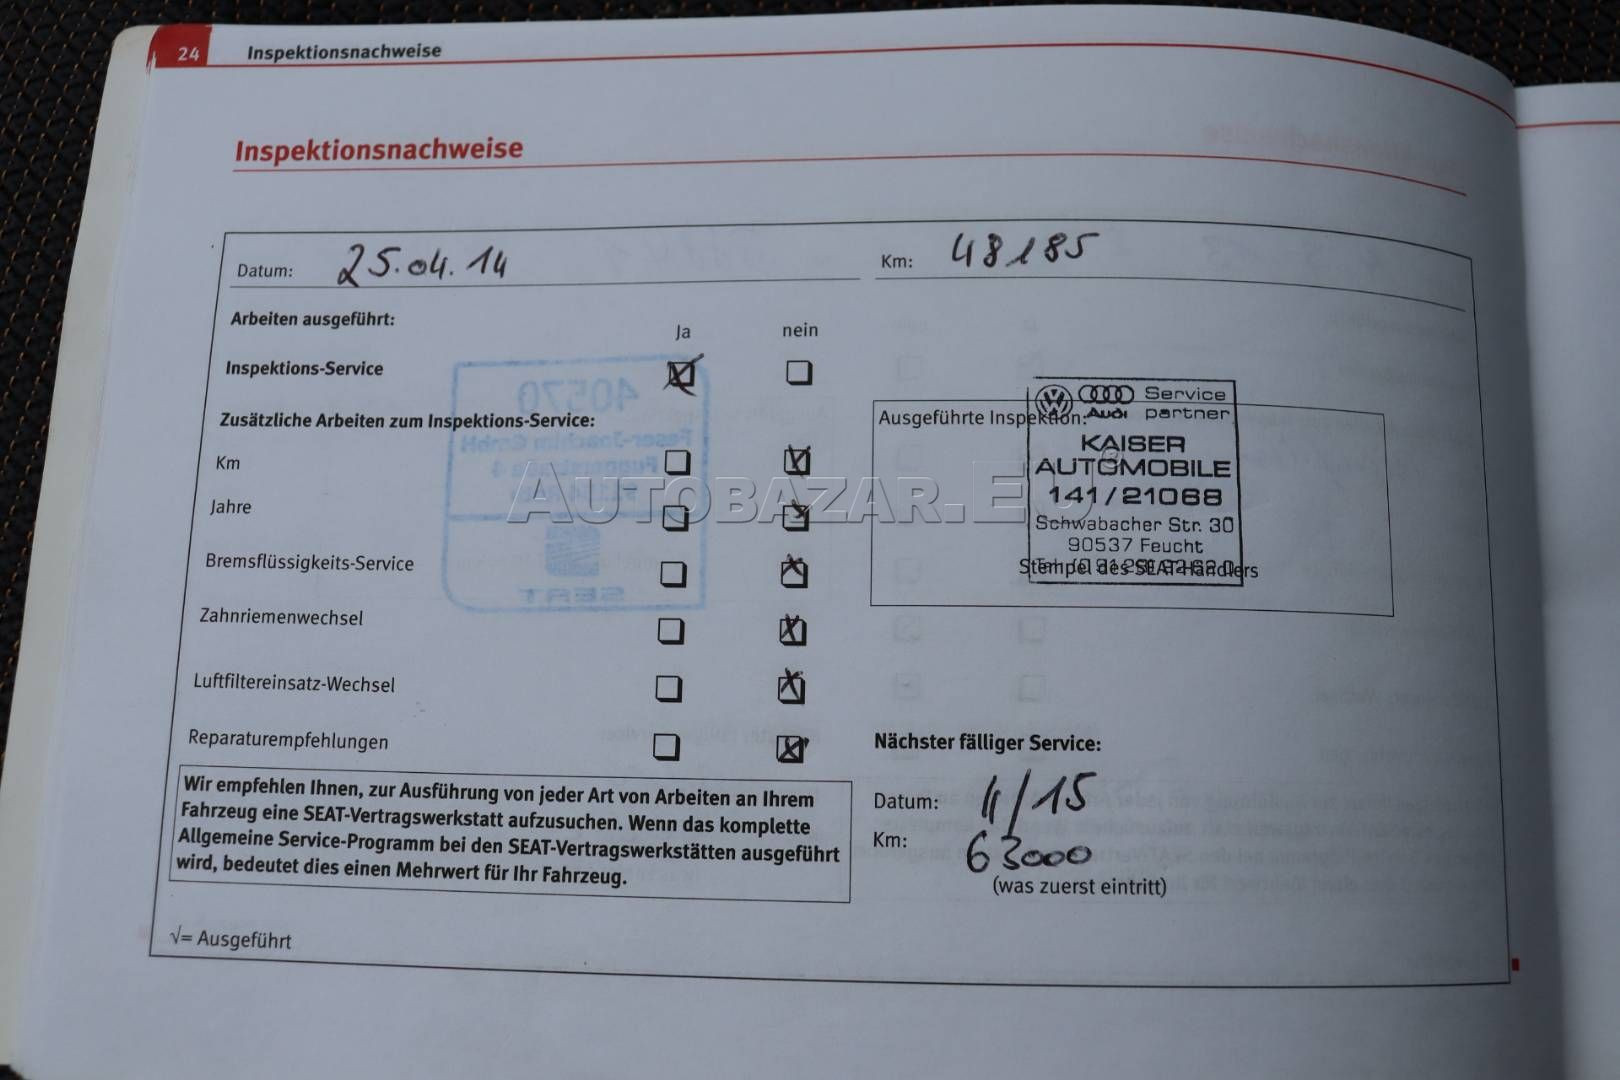 24 Inspektionsnachweise
Inspektionsnachweise
Datum: 25.04.14 Km: 48185
Arbeiten ausgeführt: Ja nein
Inspektions-Service
Zusätzliche Arbeiten zum Inspektions-Service:
Km
Jahre
Bremsflüssigkeits-Service
Zahnriemenwechsel
Luftfiltereinsatz-Wechsel
Reparaturempfehlungen
Wir empfehlen Ihnen, zur Ausführung von jeder Art von Arbeiten an Ihrem
Fahrzeug eine SEAT-Vertragswerkstatt aufzusuchen. Wenn das komplette
Allgemeine Service-Programm bei den SEAT-Vertragswerkstätten ausgeführt
wird, bedeutet dies einen Mehrwert für Ihr Fahrzeug.
√= Ausgeführt
Ausgeführte Inspektion:
Audi Service
partner
KAISER
AUTOMOBILE
141/21068
Schwabacher Str. 30
90537 Feucht
Stempel des SEAT-Händlers
Nächster fälliger Service:
Datum: 4/15
Km: 63000
(was zuerst eintritt)
40570
SEAT
AUTOBAZAR.EU